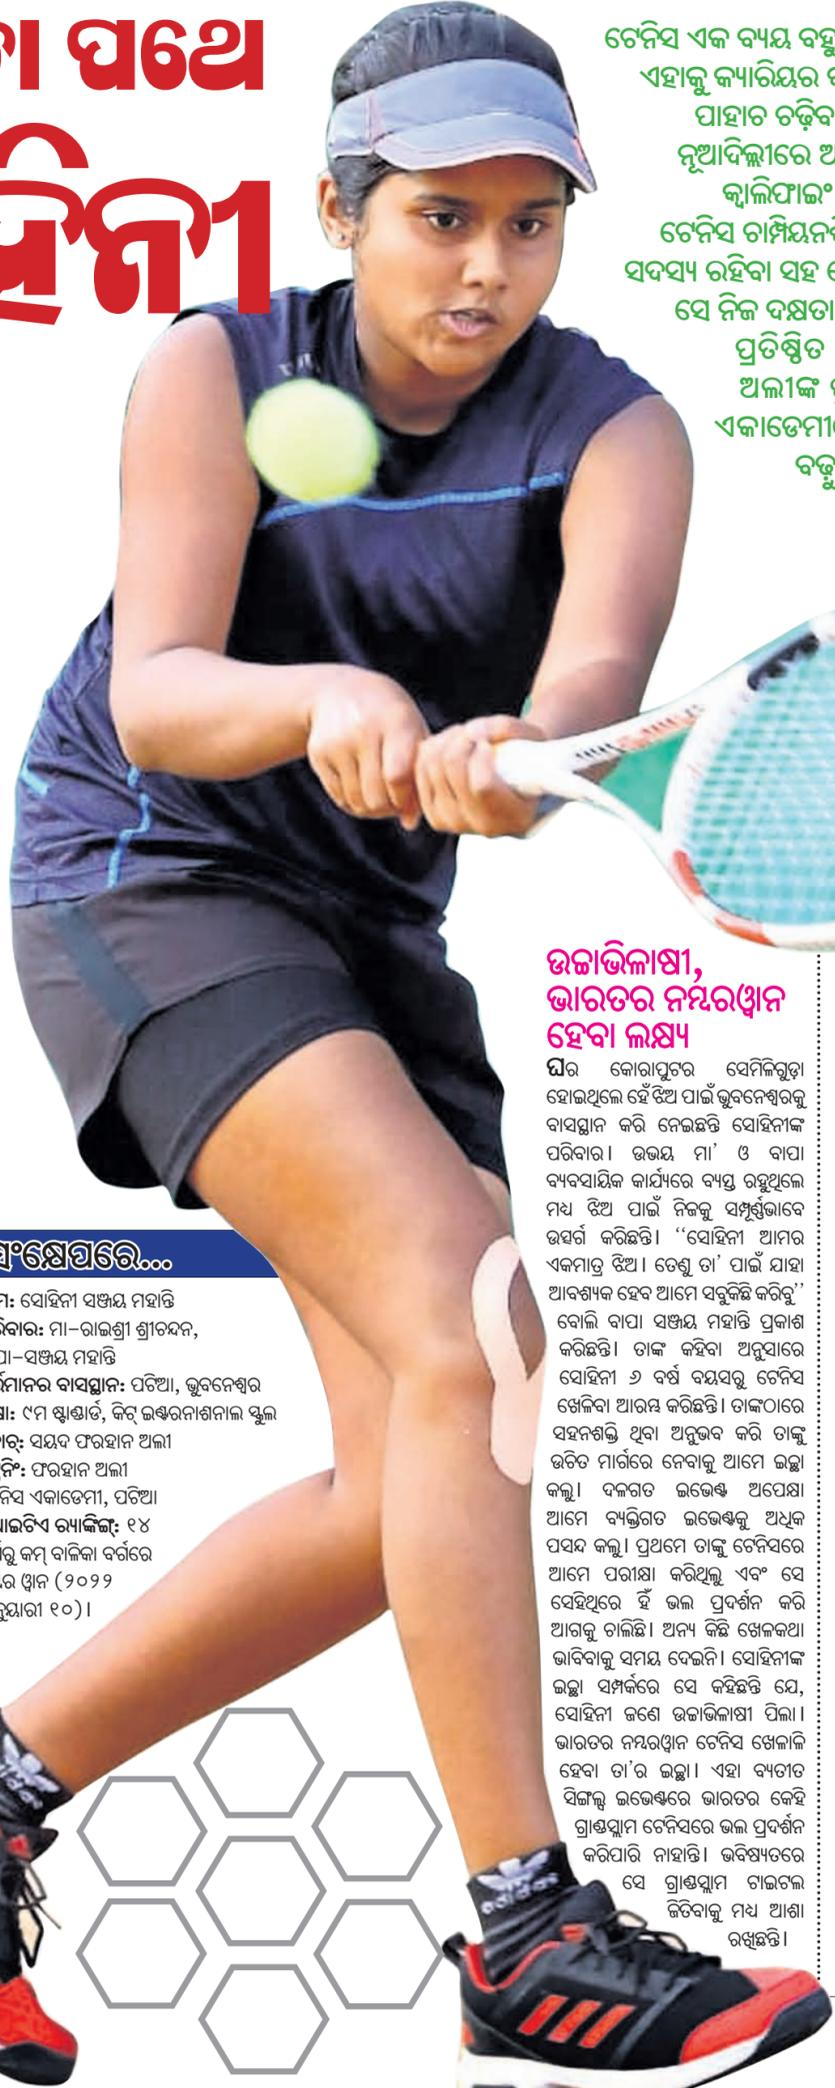 ପଥେ
ହିନୀ
ଟେନିସ ଏକ ବ୍ୟୟ
ଏହାକୁ କ୍ୟାରିୟର
ପାହାଚ ଚଢ଼ିବ
ନୂଆଦିଲ୍ଲୀରେ
କ୍ୱାଲିଫାଇଂ
ଟେନିସ
ସଦସ୍ୟ ରହିବା ସହ
ସେ ନିଜ ଦକ୍ଷତା
ପ୍ରତିଷ୍ଠିତ
ଅଲୀଙ୍କ
ଉଚ୍ଚାଭିଳାଷୀ,
ଭାରତର ନମ୍ବରୱାନ
ହେବା ଲକ୍ଷ୍ୟ
ଘର କୋରାପୁଟର ସେମିଳିଗୁଡ଼ା
ହୋଇଥିଲେ ହେଁ ଝିଅ ପାଇଁ ଭୁବନେଶ୍ୱରକୁ
ବାସସ୍ଥାନ କରି ନେଇଛନ୍ତି ସୋହିନୀଙ୍କ
ପରିବାର। ଉଭୟ ମା' ଓ ବାପା
ବ୍ୟବସାୟିକ କାର୍ଯ୍ୟରେ ବ୍ୟସ୍ତ ରହୁଥିଲେ
ମଧ୍ୟ ଝିଅ ପାଇଁ ନିଜକୁ ସମ୍ପୂର୍ଣ୍ଣଭାବେ
ଉତ୍ସର୍ଗ କରିଛନ୍ତି। ‘‘ସୋହିନୀ ଆମର
ଏକମାତ୍ର ଝିଅ। ତେଣୁ ତା' ପାଇଁ ଯାହା
ଆବଶ୍ୟକ ହେବ ଆମେ ସବୁକିଛି କରିବୁ’’
ବୋଲି ବାପା ସଞ୍ଜୟ ମହାନ୍ତି ପ୍ରକାଶ
କରିଛନ୍ତି। ତାଙ୍କ କହିବା ଅନୁସାରେ
ସୋହିନୀ ୬ ବର୍ଷ ବୟସରୁ ଟେନିସ
ଖେଳିବା ଆରମ୍ଭ କରିଛନ୍ତି। ତାଙ୍କଠାରେ
ସହନଶକ୍ତି ଥିବା ଅନୁଭବ କରି ତାଙ୍କୁ
ଉଚିତ ମାର୍ଗରେ ନେବାକୁ ଆମେ ଇଚ୍ଛା
କଲୁ। ଦଳଗତ ଇଭେଣ୍ଟ ଅପେକ୍ଷା
ଆମେ ବ୍ୟକ୍ତିଗତ ଇଭେଣ୍ଟକୁ ଅଧିକ
ପସନ୍ଦ କଲୁ। ପ୍ରଥମେ ତାଙ୍କୁ ଟେନିସରେ
ଆମେ ପରୀକ୍ଷା କରିଥିଲୁ ଏବଂ ସେ
ସେହିଥିରେ ହିଁ ଭଲ ପ୍ରଦର୍ଶନ କରି
ଆଗକୁ ଚାଲିଛି। ଅନ୍ୟ କିଛି ଖେଳକଥା
ଭାବିବାକୁ ସମୟ ଦେଇନି। ସୋହିନୀଙ୍କ
ଇଚ୍ଛା ସମ୍ପର୍କରେ ସେ କହିଛନ୍ତି ଯେ,
ସୋହିନୀ ଜଣେ ଉଚ୍ଚାଭିଳାଷୀ ପିଲା।
ଭାରତର ନମ୍ବରୱାନ ଟେନିସ ଖେଳାଳି
ହେବା ତା'ର ଇଚ୍ଛା। ଏହା ବ୍ୟତୀତ
ସିଙ୍ଗଲ୍ସ ଇଭେଣ୍ଟରେ ଭାରତର କେହି
ଗ୍ରାଣ୍ଡସ୍ଲାମ ଟେନିସରେ ଭଲ ପ୍ରଦର୍ଶନ
କରିପାରି ନାହାନ୍ତି। ଭବିଷ୍ୟତରେ
ସେ ଗ୍ରାଣ୍ଡସ୍ଲାମ ଟାଇଟଲ
ଜିତିବାକୁ ମଧ୍ୟ ଆଶା
ରଖିଛନ୍ତି।
ସଂକ୍ଷେପରେ...
ସୋହିନୀ ସଞ୍ଜୟ ମହାନ୍ତି
ମା-ରାଇଶ୍ରୀ ଶ୍ରୀଚନ୍ଦନ,
ସଞ୍ଜୟ ମହାନ୍ତି
ବାସସ୍ଥାନ: ପଟିଆ, ଭୁବନେଶ୍ୱର
୯ମ ଷ୍ଟାଣ୍ଡାର୍ଡ, କିଟ୍ ଇଣ୍ଟରନାଶନାଲ ସ୍କୁଲ
ସୟଦ ଫରହାନ ଅଲୀ
ଫରହାନ ଅଲୀ
ଏକାଡେମୀ, ପଟିଆ
ର‍୍ୟାଙ୍କିଙ୍ଗ୍: ୧୪
କମ୍ ବାଳିକା ବର୍ଗରେ
ୱାନ (୨୦୨୨
୧୦)।
adidas